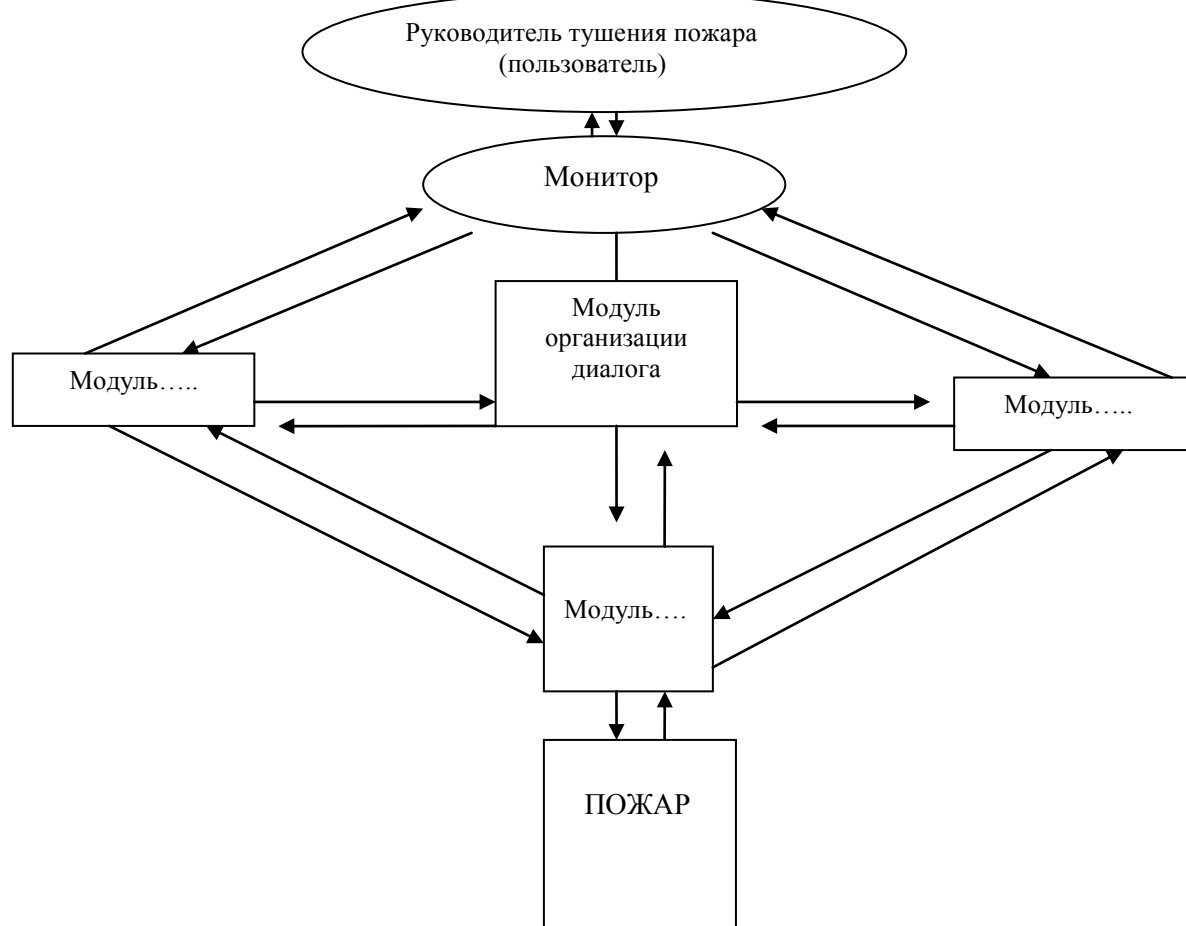 Руководитель тушения пожара
(пользователь)
Монитор
Модуль
организации
диалога
Модуль…..
Модуль…..
Модуль….
ПОЖАР